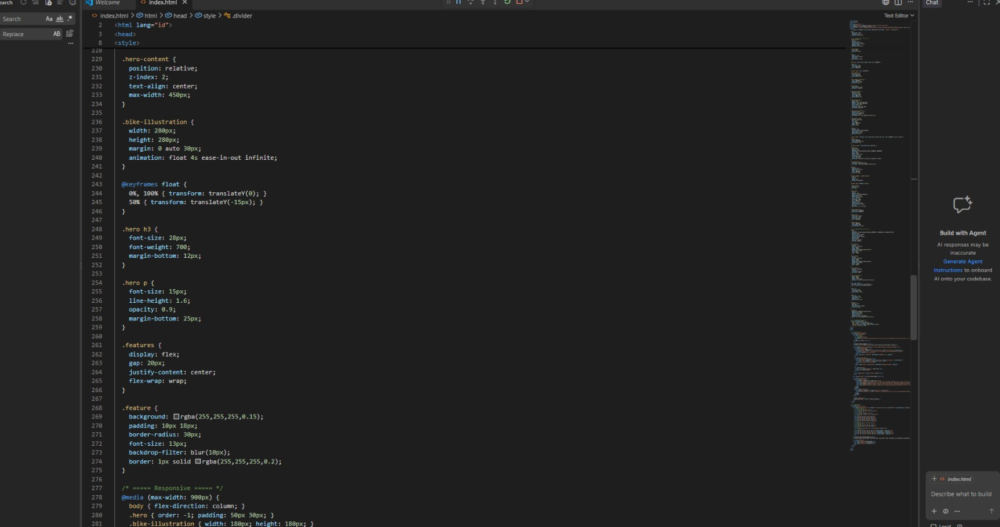 earch
Search Aa ab .*
Replace AB
Welcome
index.html
index.html > html > head > style > .divider
Text Editor
2 <html lang="id">
3 <head>
8 <style>
228
229 .hero-content {
230 position: relative;
231 z-index: 2;
232 text-align: center;
233 max-width: 450px;
234 }
235
236 .bike-illustration {
237 width: 280px;
238 height: 280px;
239 margin: 0 auto 30px;
240 animation: float 4s ease-in-out infinite;
241 }
242
243 @keyframes float {
244 0%, 100% { transform: translateY(0); }
245 50% { transform: translateY(-15px); }
246 }
247
248 .hero h3 {
249 font-size: 28px;
250 font-weight: 700;
251 margin-bottom: 12px;
252 }
253
254 .hero p {
255 font-size: 15px;
256 line-height: 1.6;
257 opacity: 0.9;
258 margin-bottom: 25px;
259 }
260
261 .features {
262 display: flex;
263 gap: 20px;
264 justify-content: center;
265 flex-wrap: wrap;
266 }
267
268 .feature {
269 background: rgba(255,255,255,0.15);
270 padding: 10px 18px;
271 border-radius: 30px;
272 font-size: 13px;
273 backdrop-filter: blur(10px);
274 border: 1px solid rgba(255,255,255,0.2);
275 }
276
277 /* ===== Responsive ===== */
278 @media (max-width: 900px) {
279 body { flex-direction: column; }
280 .hero { order: -1; padding: 50px 30px; }
281 .bike-illustration { width: 180px; height: 180px; }
Chat
Build with Agent
AI responses may be
inaccurate
Generate Agent
Instructions to onboard
AI onto your codebase.
index.html
Describe what to build
Local